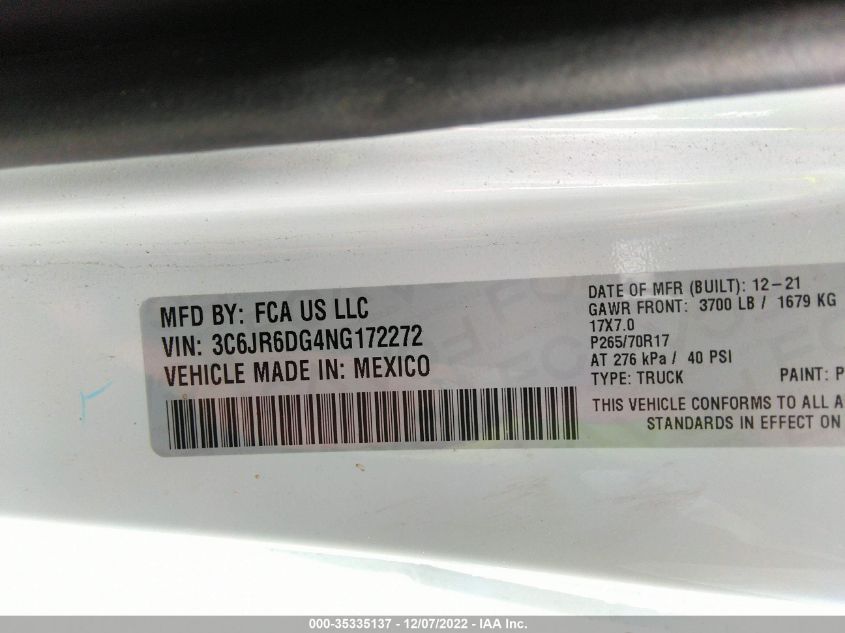 MFD BY: FCA US LLC
VIN: 3C6JR6DG4NG172272
VEHICLE MADE IN: MEXICO
DATE OF MFR (BUILT): 12-21
GAWR FRONT: 3700 LB / 1679 KG
17X7.0
P265/70R17
AT 276 kPa / 40 PSI
TYPE: TRUCK PAINT: P
THIS VEHICLE CONFORMS TO ALL A
STANDARDS IN EFFECT ON
000-35335137 - 12/07/2022 - IAA Inc.